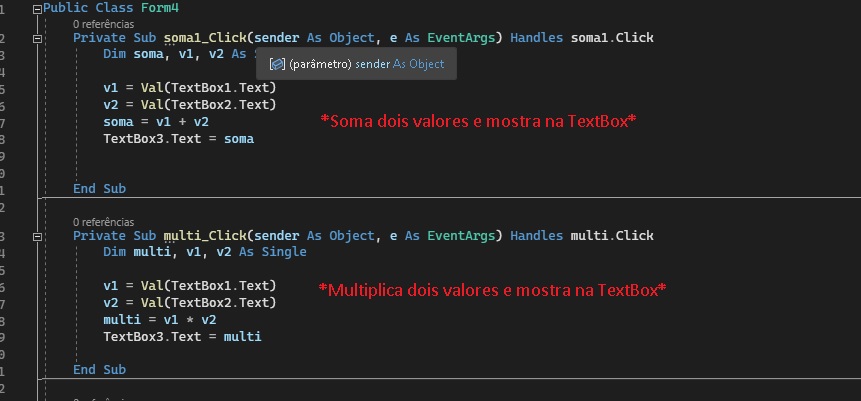 1 Public Class Form4
0 referências
2 Private Sub soma1_Click(sender As Object, e As EventArgs) Handles soma1.Click
3 Dim soma, v1, v2 As
(parâmetro) sender As Object
4
5 v1 = Val(TextBox1.Text)
6 v2 = Val(TextBox2.Text)
7 soma = v1 + v2
*Soma dois valores e mostra na TextBox*
8 TextBox3.Text = soma
9
0
1 End Sub
2
0 referências
3 Private Sub multi_Click(sender As Object, e As EventArgs) Handles multi.Click
4 Dim multi, v1, v2 As Single
5
6 v1 = Val(TextBox1.Text)
*Multiplica dois valores e mostra na TextBox*
7 v2 = Val(TextBox2.Text)
8 multi = v1 * v2
9 TextBox3.Text = multi
0
1 End Sub
2